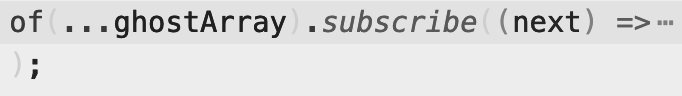 of(...ghostArray).subscribe((next) =>⋯
);